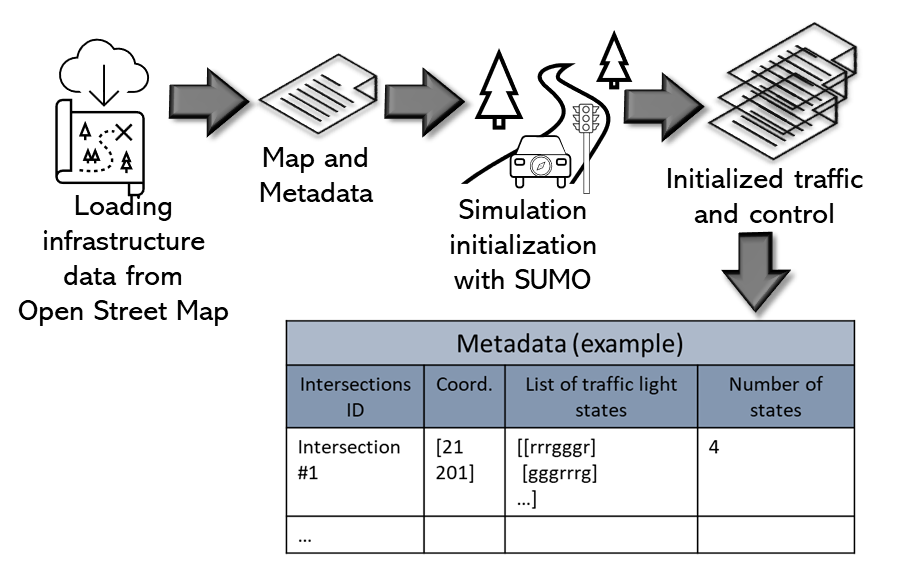 Loading
infrastructure
data from
Open Street Map
Map and
Metadata
Simulation
initialization
with SUMO
Initialized traffic
and control
Metadata (example)
Intersections
ID
Coord.
List of traffic light
states
Number of
states
Intersection
#1
[21
201]
[[rrrgggr]
[gggrrrg]
...]
4
...